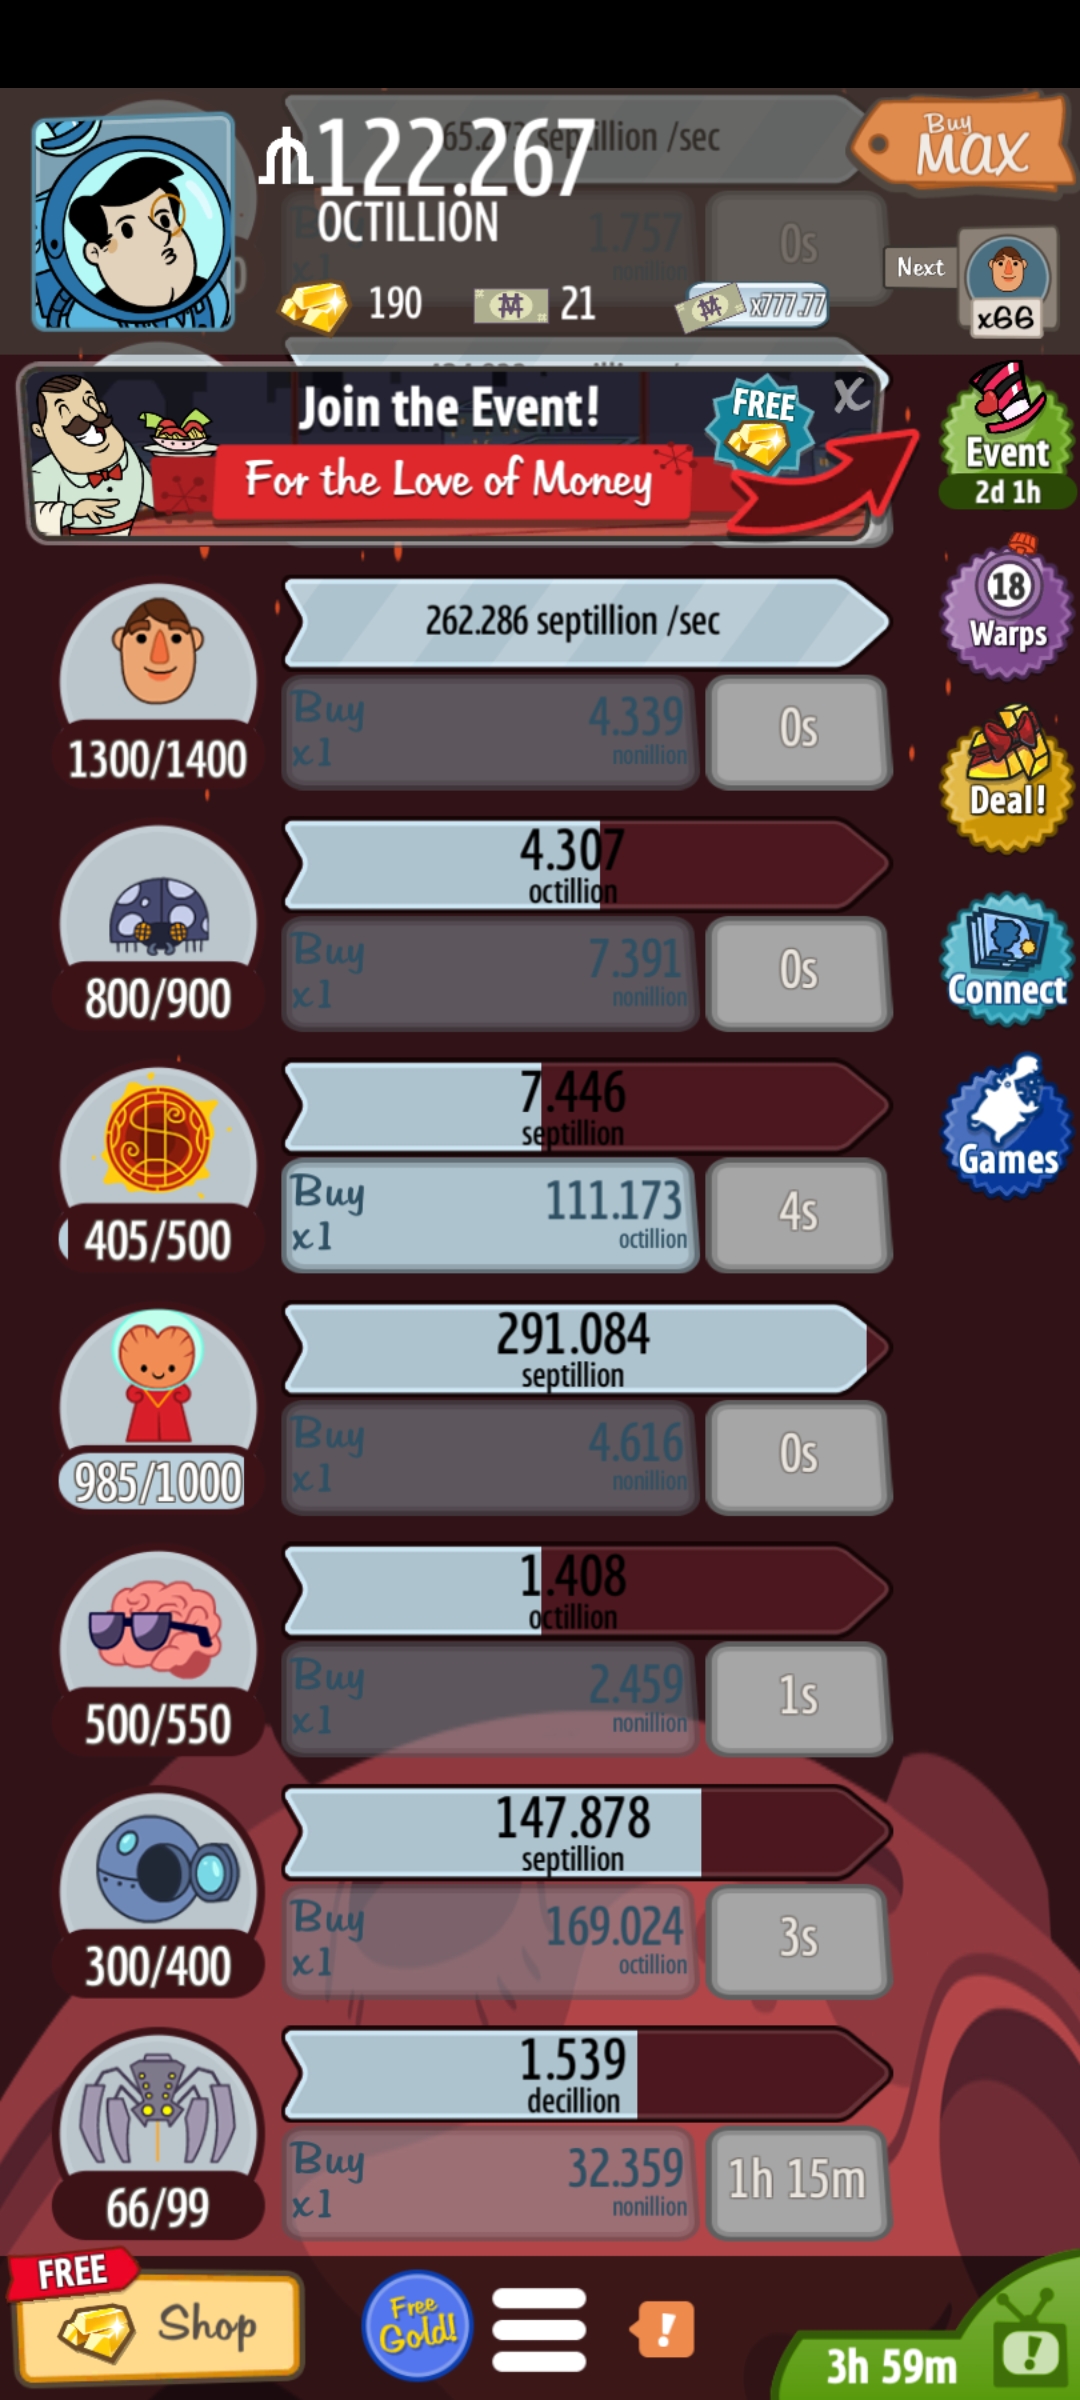 65.273 septillion /sec
₼122.267
OCTILLION
Buy
MAX
1.757
nonillion
0s
190
21
x777.77
Next
x66
Join the Event!
For the Love of Money
FREE
X
Event
2d 1h
262.286 septillion /sec
Buy
x1
4.339
nonillion
0s
1300/1400
18
Warps
4.307
octillion
Buy
x1
7.391
nonillion
0s
800/900
Deal!
7.446
septillion
Buy
x1
111.173
octillion
4s
405/500
Connect
Games
291.084
septillion
Buy
x1
4.616
nonillion
0s
985/1000
1.408
octillion
Buy
x1
2.459
nonillion
1s
500/550
147.878
septillion
Buy
x1
169.024
octillion
3s
300/400
1.539
decillion
Buy
x1
32.359
nonillion
1h 15m
66/99
FREE
Shop
Free
Gold!
!
3h 59m
!